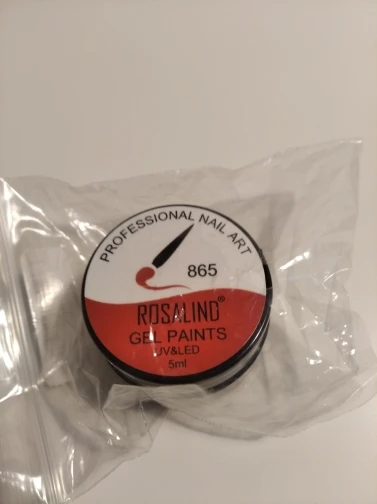 PROFESSIONAL NAIL ART
865
ROSALIND®
GEL PAINTS
UV&LED
5ml